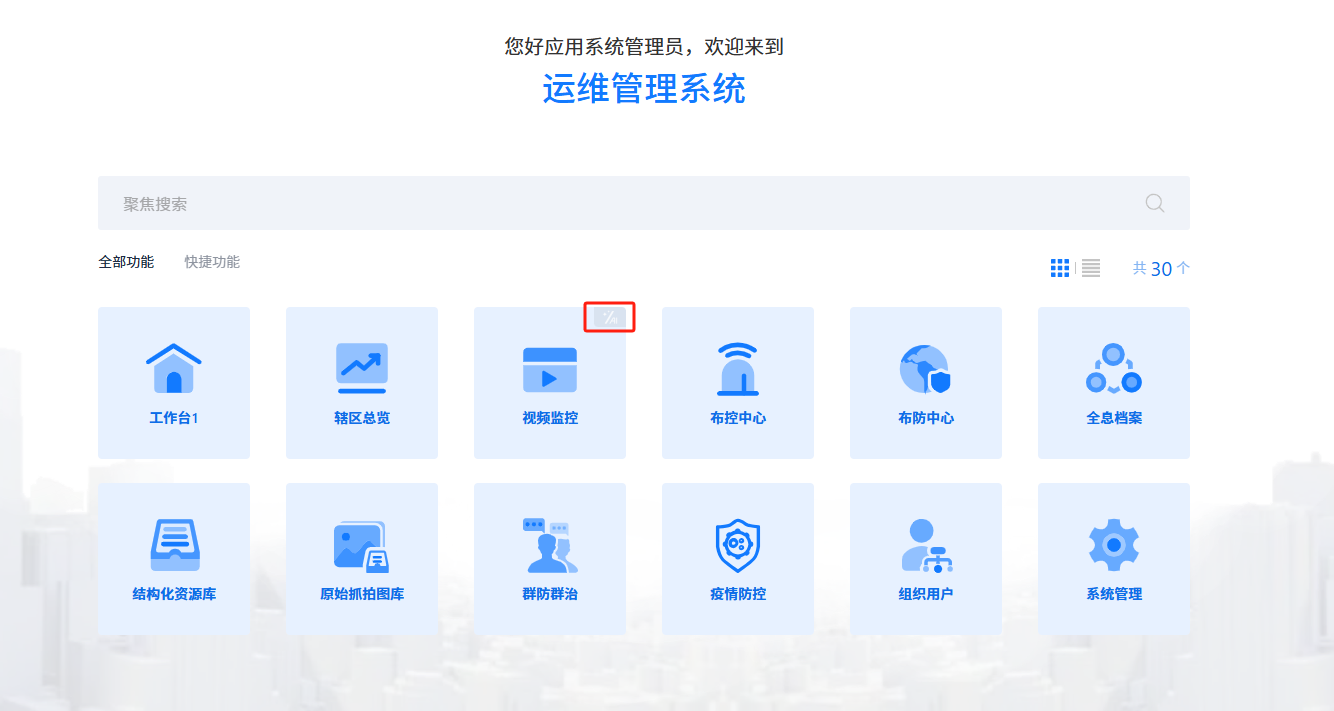 您好应用系统管理员，欢迎来到
运维管理系统
聚焦搜索
全部功能 快捷功能 共 30 个
工作台1 辖区总览 视频监控 布控中心 布防中心 全息档案
结构化资源库 原始抓拍图库 群防群治 疫情防控 组织用户 系统管理